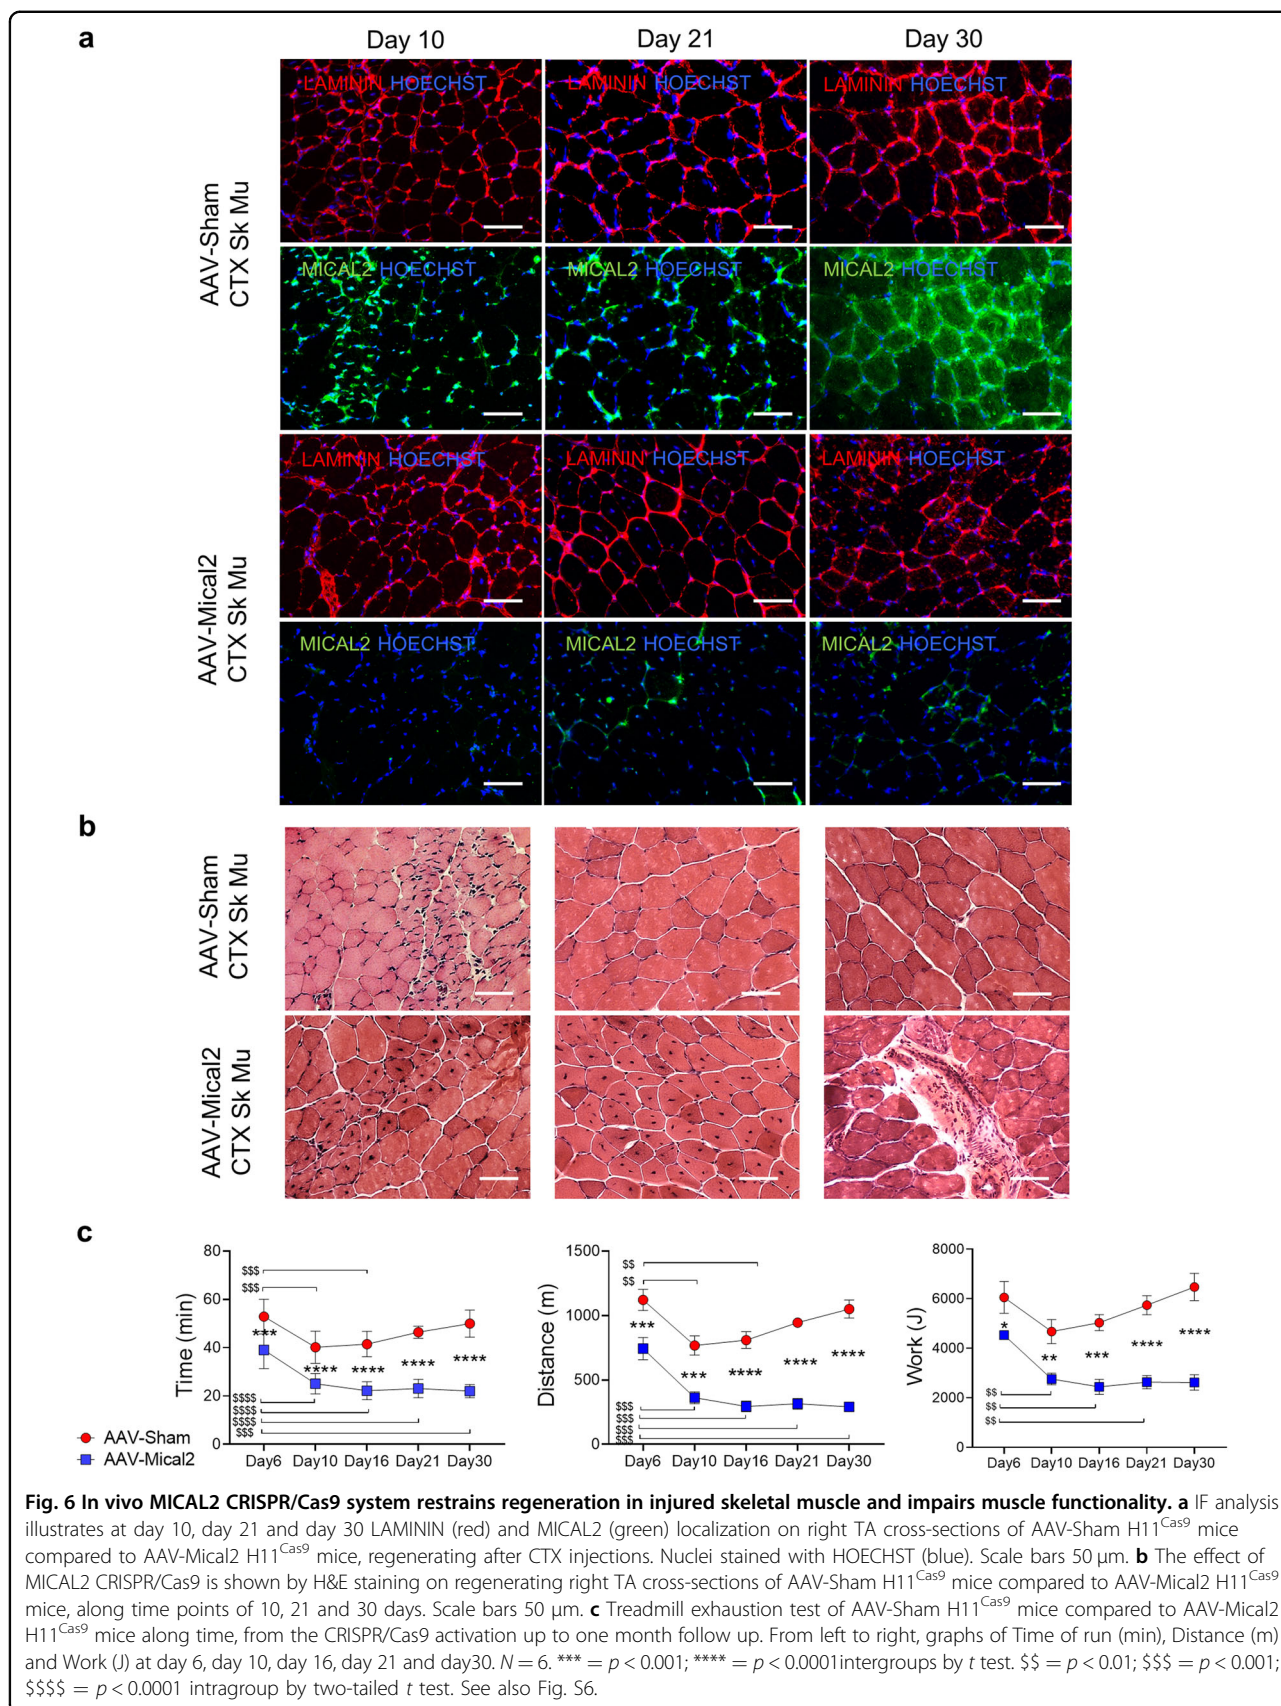 a
Day 10 Day 21 Day 30
AAV-Sham
CTX Sk Mu
LAMININ HOECHST LAMININ HOECHST LAMININ HOECHST
MICAL2 HOECHST MICAL2 HOECHST MICAL2 HOECHST
AAV-Mical2
CTX Sk Mu
LAMININ HOECHST LAMININ HOECHST LAMININ HOECHST
MICAL2 HOECHST MICAL2 HOECHST MICAL2 HOECHST
b
AAV-Sham
CTX Sk Mu
AAV-Mical2
CTX Sk Mu
c
Time (min)
80
60
40
20
0
$$$
$$$
***
****
****
****
****
$$$$
$$$$
$$$$
$$$
Day6 Day10 Day16 Day21 Day30
AAV-Sham
AAV-Mical2
Distance (m)
1500
1000
500
0
$$
$$
***
***
****
****
****
$$$
$$$
$$$
$$$
Day6 Day10 Day16 Day21 Day30
Work (J)
8000
6000
4000
2000
0
*
**
***
****
****
$$
$$
$$
Day6 Day10 Day16 Day21 Day30
Fig. 6 In vivo MICAL2 CRISPR/Cas9 system restrains regeneration in injured skeletal muscle and impairs muscle functionality. a IF analysis
illustrates at day 10, day 21 and day 30 LAMININ (red) and MICAL2 (green) localization on right TA cross-sections of AAV-Sham H11^Cas9 mice
compared to AAV-Mical2 H11^Cas9 mice, regenerating after CTX injections. Nuclei stained with HOECHST (blue). Scale bars 50 µm. b The effect of
MICAL2 CRISPR/Cas9 is shown by H&E staining on regenerating right TA cross-sections of AAV-Sham H11^Cas9 mice compared to AAV-Mical2 H11^Cas9
mice, along time points of 10, 21 and 30 days. Scale bars 50 µm. c Treadmill exhaustion test of AAV-Sham H11^Cas9 mice compared to AAV-Mical2
H11^Cas9 mice along time, from the CRISPR/Cas9 activation up to one month follow up. From left to right, graphs of Time of run (min), Distance (m)
and Work (J) at day 6, day 10, day 16, day 21 and day30. N = 6. *** = p < 0.001; **** = p < 0.0001intergroups by t test. $$ = p < 0.01; $$$ = p < 0.001;
$$$$ = p < 0.0001 intragroup by two-tailed t test. See also Fig. S6.